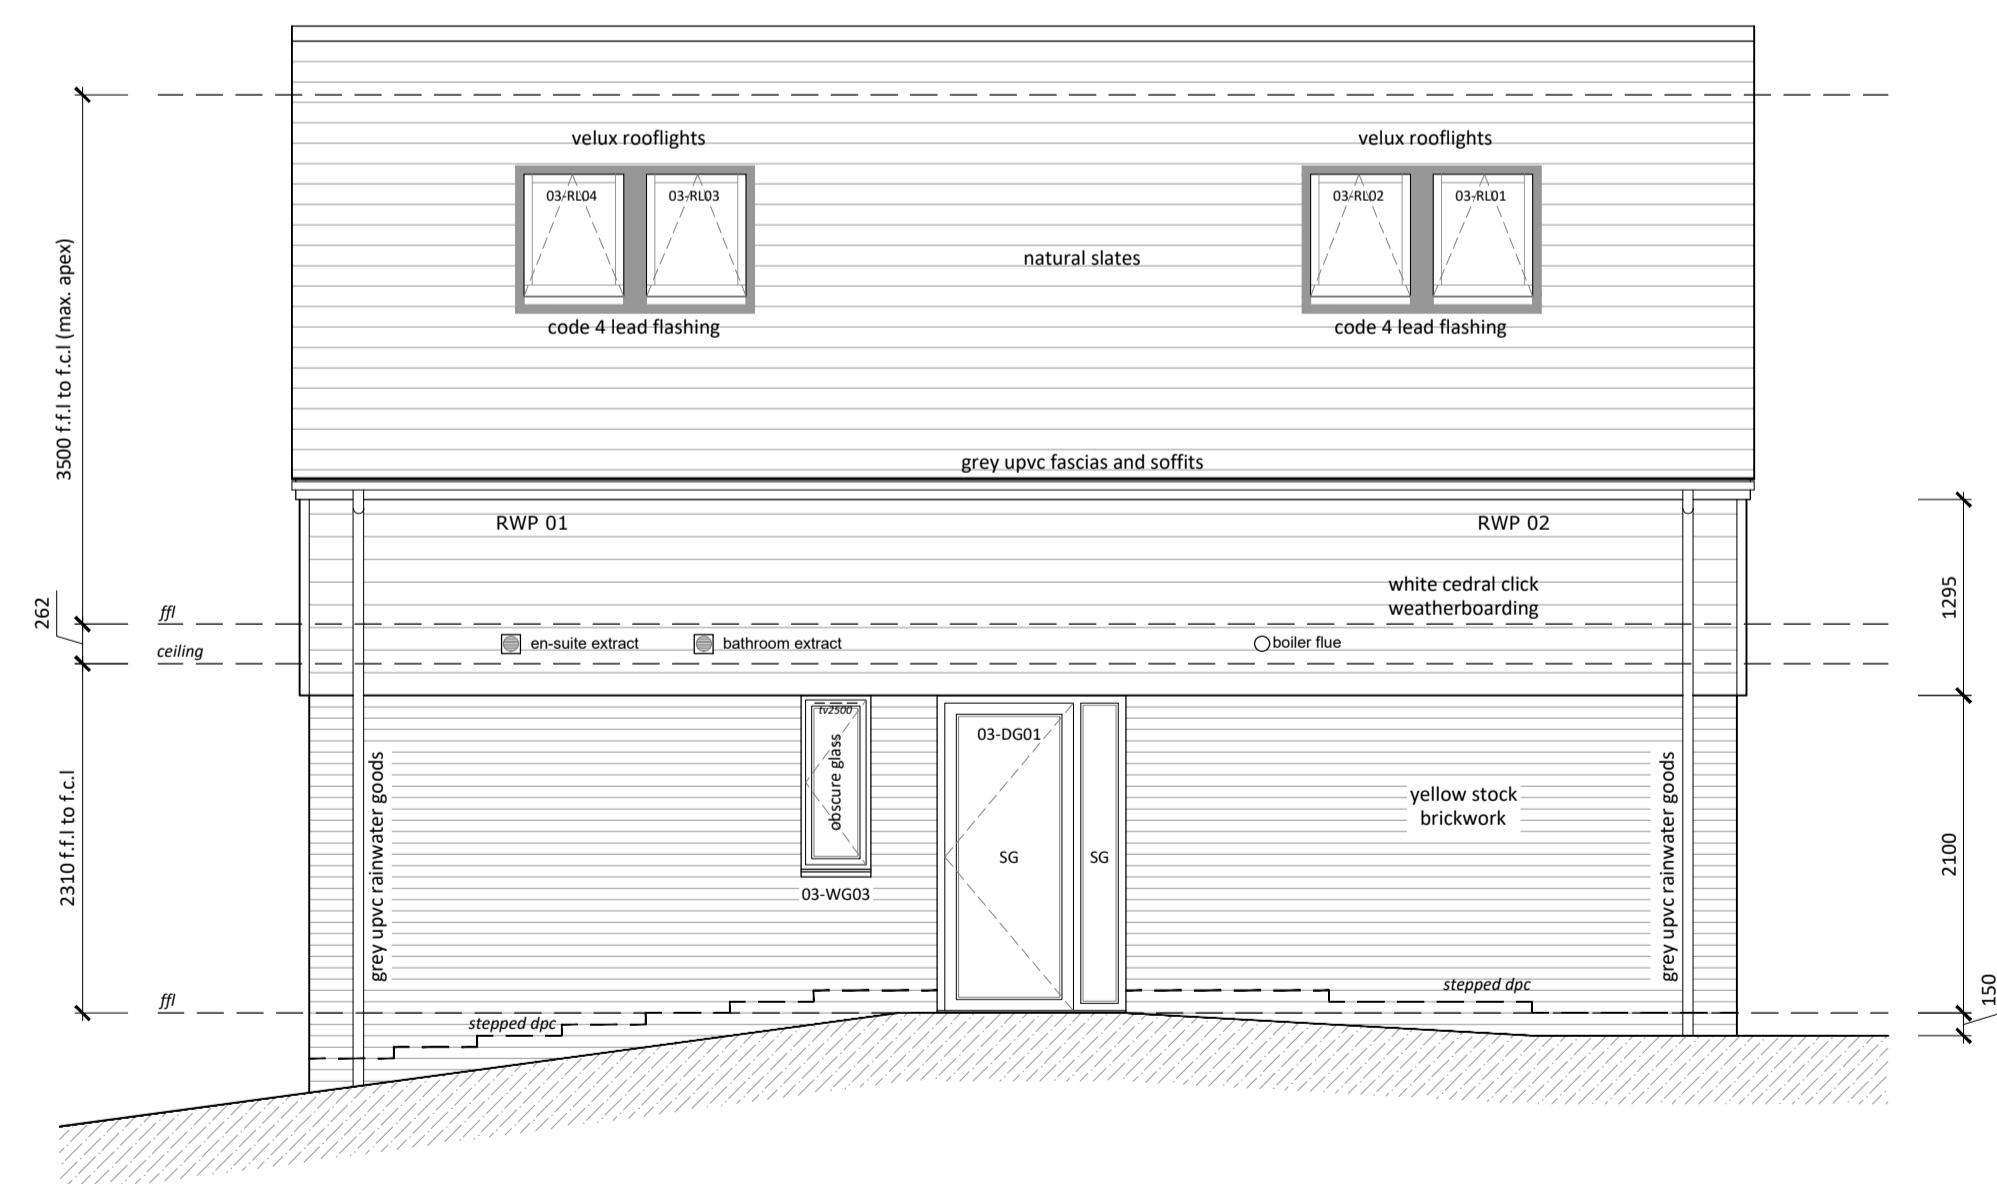 velux rooflights
velux rooflights
03-RL04
03-RL03
03-RL02
03-RL01
natural slates
code 4 lead flashing
code 4 lead flashing
3500 f.f.l to f.c.l (max. apex)
grey upvc fascias and soffits
RWP 01
RWP 02
white cedral click
weatherboarding
1295
262
ffl
ceiling
en-suite extract
bathroom extract
boiler flue
tv2500
obscure glass
03-DG01
SG
SG
03-WG03
yellow stock
brickwork
grey upvc rainwater goods
grey upvc rainwater goods
2310 f.f.l to f.c.l
2100
ffl
stepped dpc
stepped dpc
150